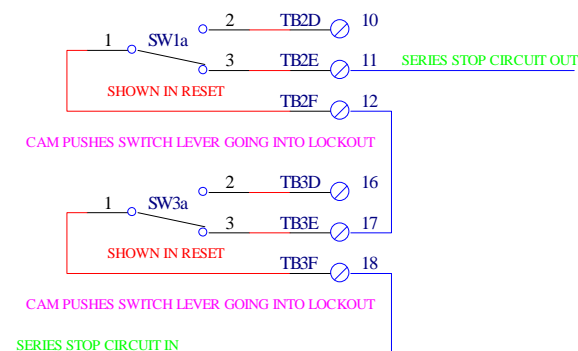 2 TB2D 10
1 SW1a
3 TB2E 11 SERIES STOP CIRCUIT OUT
SHOWN IN RESET
TB2F 12
CAM PUSHES SWITCH LEVER GOING INTO LOCKOUT
2 TB3D 16
1 SW3a
3 TB3E 17
SHOWN IN RESET
TB3F 18
CAM PUSHES SWITCH LEVER GOING INTO LOCKOUT
SERIES STOP CIRCUIT IN